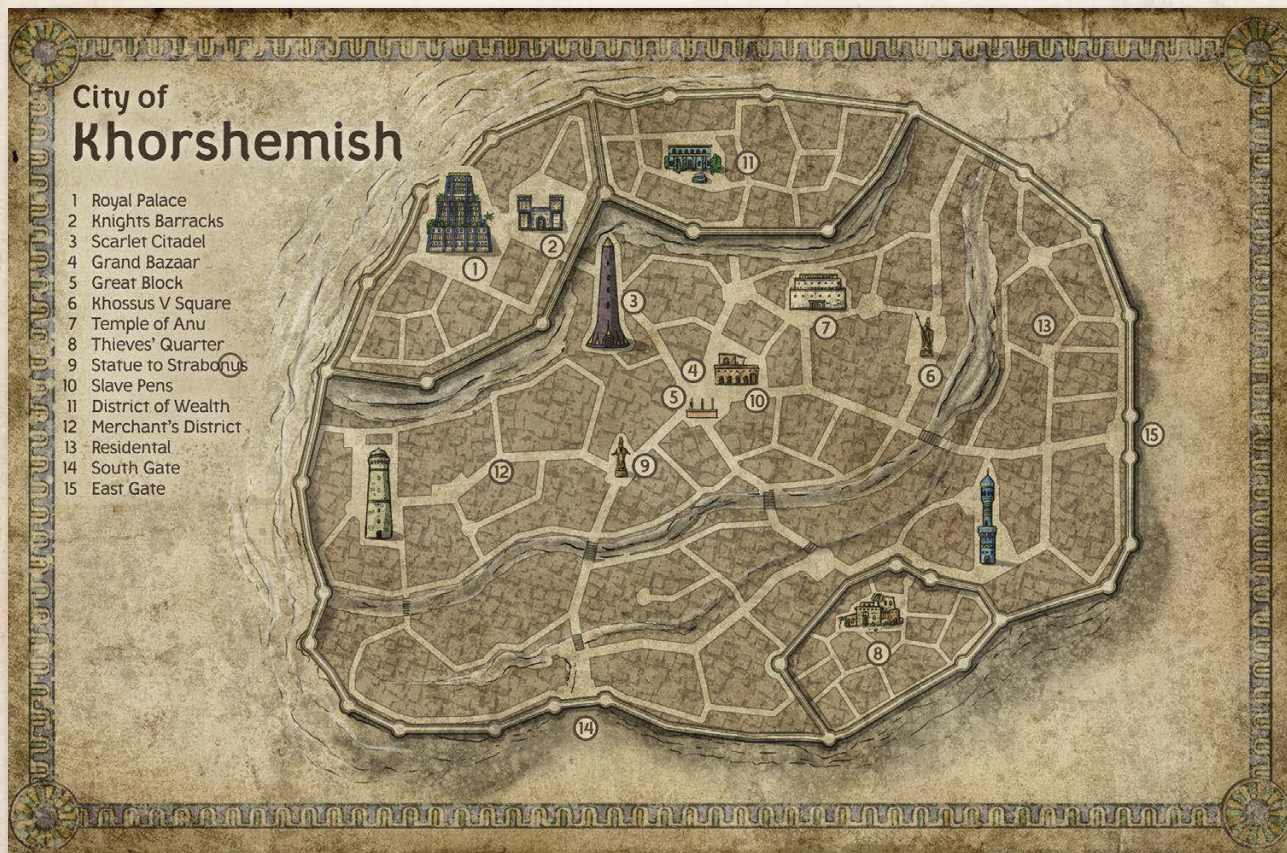 City of
Khorshemish
1 Royal Palace
2 Knights Barracks
3 Scarlet Citadel
4 Grand Bazaar
5 Great Block
6 Khossus V Square
7 Temple of Anu
8 Thieves' Quarter
9 Statue to Strabonus
10 Slave Pens
11 District of Wealth
12 Merchant's District
13 Residental
14 South Gate
15 East Gate
11
2
1
3
7
13
4
6
5
10
15
9
12
8
14